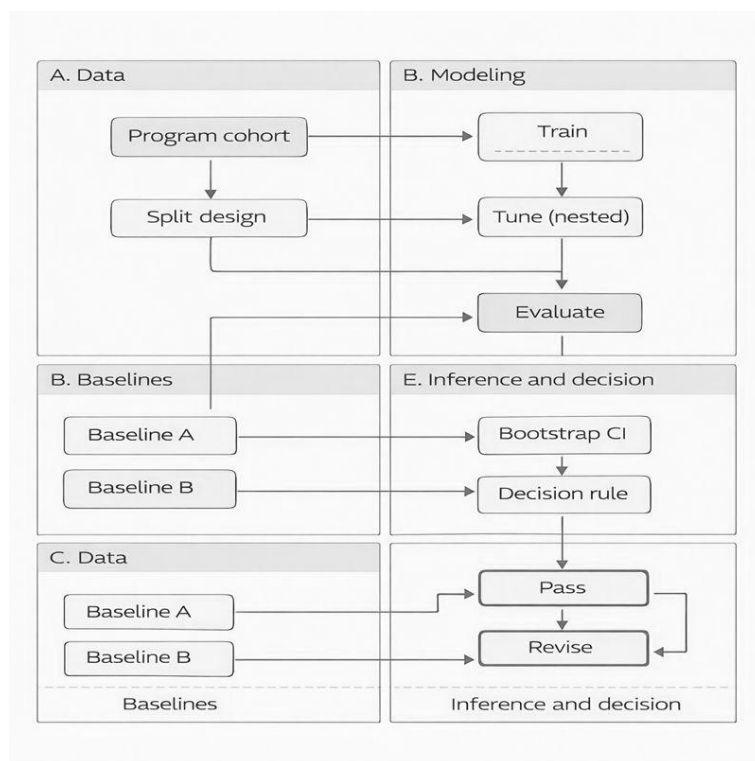 A. Data
Program cohort
Split design
B. Modeling
Train
Tune (nested)
Evaluate
B. Baselines
Baseline A
Baseline B
E. Inference and decision
Bootstrap CI
Decision rule
C. Data
Baseline A
Baseline B
Baselines
Pass
Revise
Inference and decision